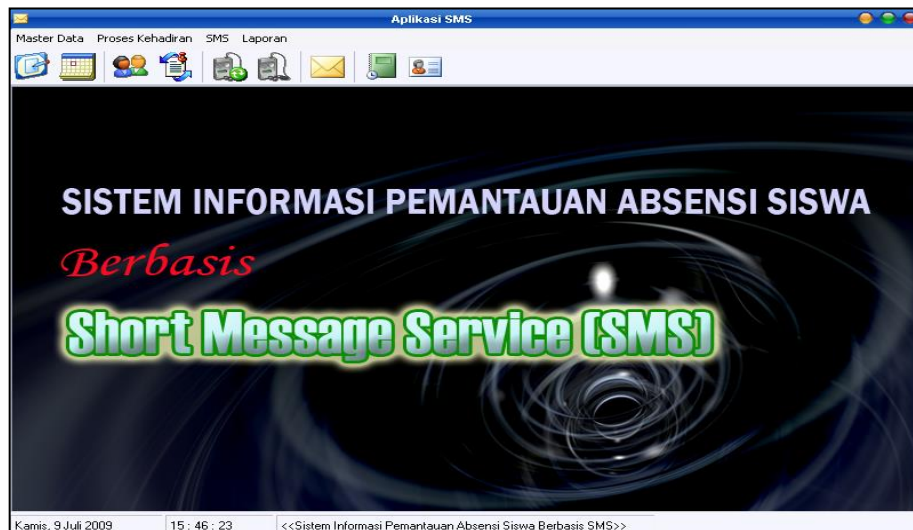 Aplikasi SMS
Master Data Proses Kehadiran SMS Laporan
SISTEM INFORMASI PEMANTAUAN ABSENSI SISWA
Berbasis
Short Message Service (SMS)
Kamis, 9 Juli 2009 15 : 46 : 23 <<Sistem Informasi Pemantauan Absensi Siswa Berbasis SMS>>